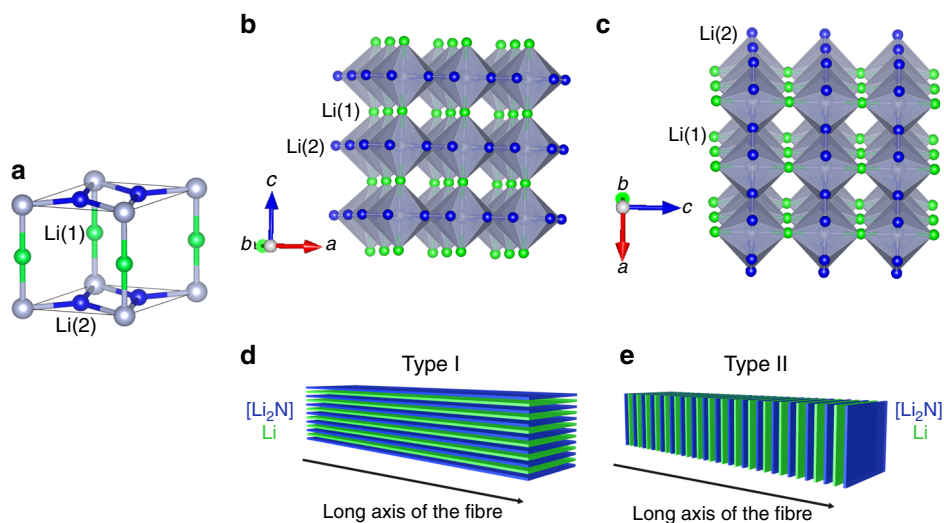 a
Li(1)
Li(2)
b
Li(1)
Li(2)
c
b
a
c
Li(2)
Li(1)
b
c
a
d
Type I
[Li₂N]
Li
Long axis of the fibre
e
Type II
[Li₂N]
Li
Long axis of the fibre